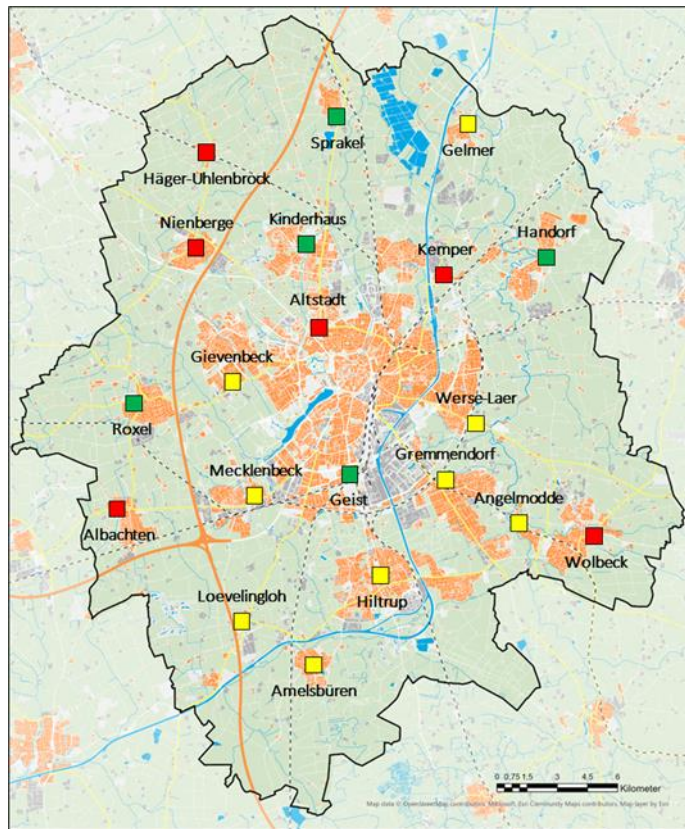 Sprakel
Gelmer
Häger-Uhlenbrock
Nienberge
Kinderhaus
Kemper
Handorf
Altstadt
Gievenbeck
Roxel
Werse-Laer
Mecklenbeck
Gremmendorf
Geist
Angelmodde
Albachten
Wolbeck
Loevelingloh
Hiltrup
Amelsbüren
0 0,75 1,5 3 4,5 6
Kilometer
Map data © OpenStreetMap contributors, Microsoft, Esri Community Maps contributors, Map layer by Esri